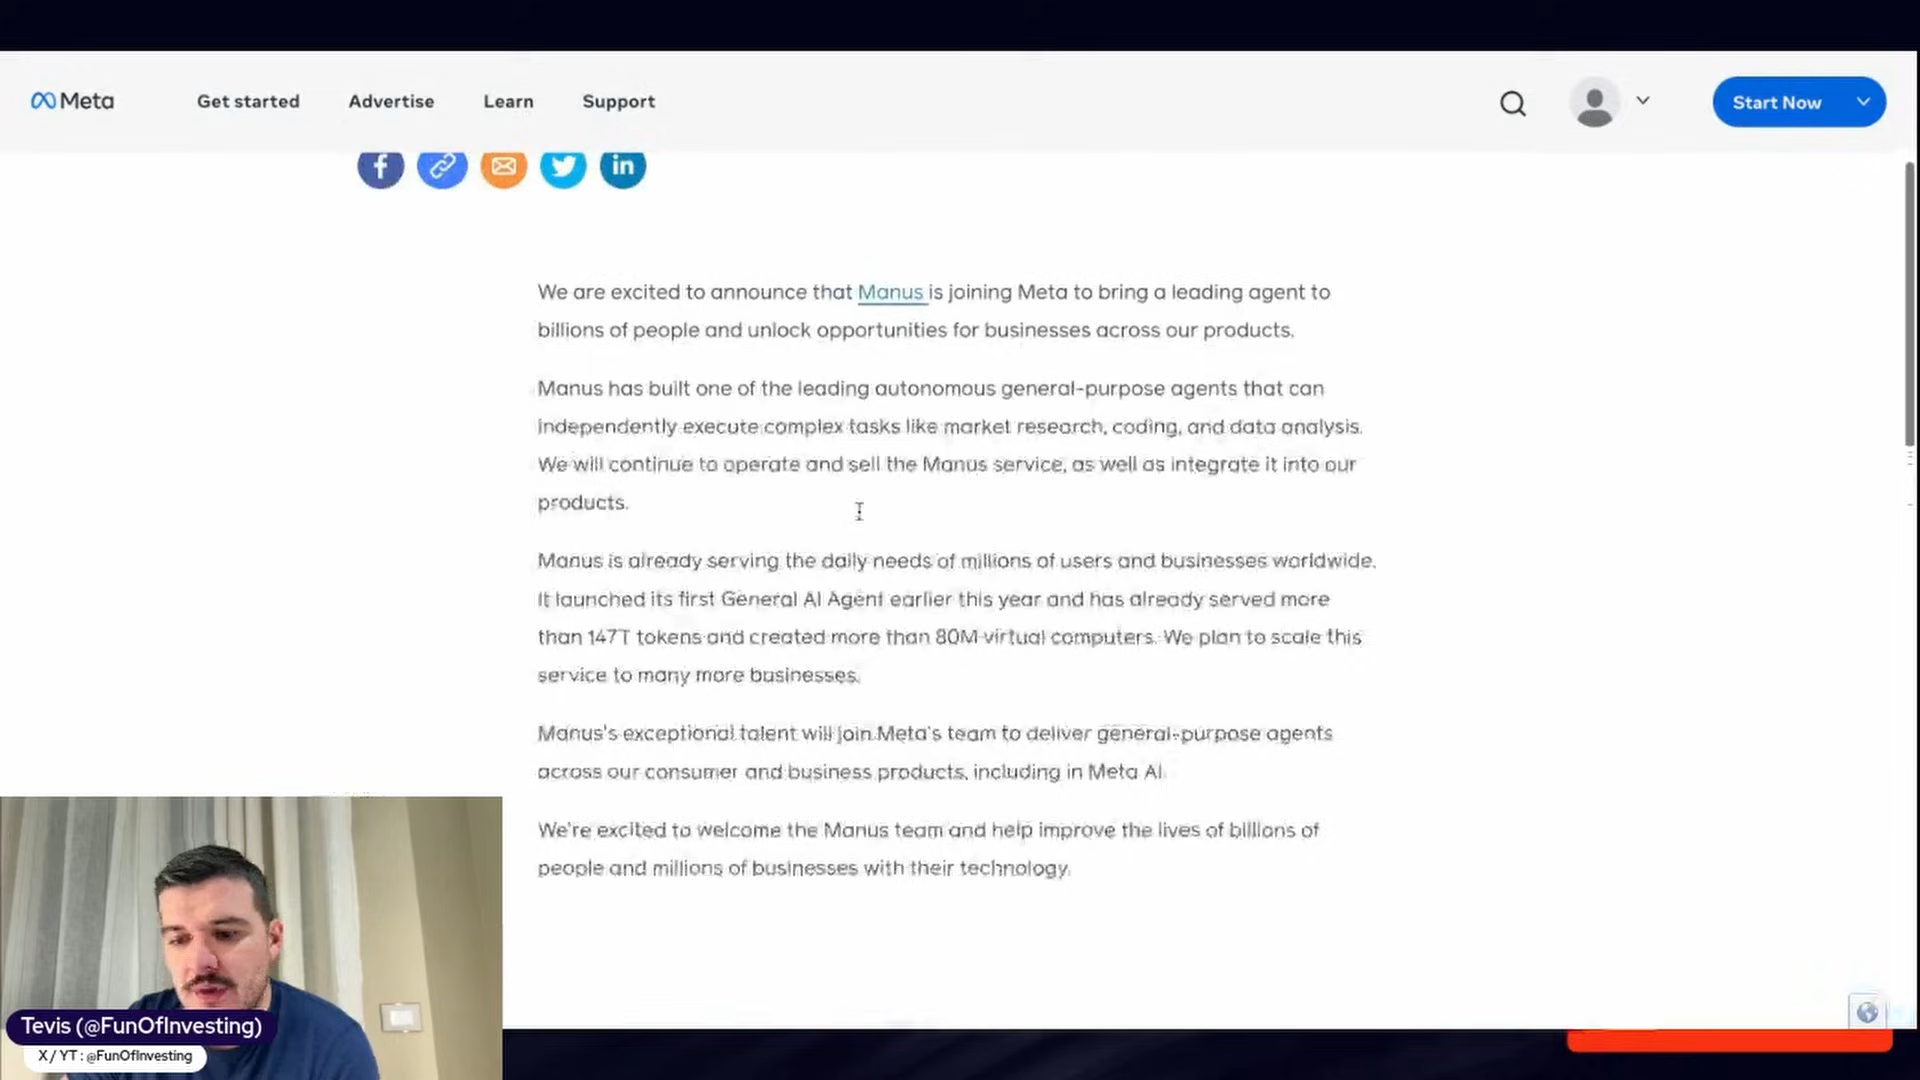 Meta
Get started
Advertise
Learn
Support
Start Now
We are excited to announce that Manus is joining Meta to bring a leading agent to
billions of people and unlock opportunities for businesses across our products.
Manus has built one of the leading autonomous general-purpose agents that can
independently execute complex tasks like market research, coding, and data analysis.
We will continue to operate and sell the Manus service, as well as integrate it into our
products.
Manus is already serving the daily needs of millions of users and businesses worldwide.
It launched its first General AI Agent earlier this year and has already served more
than 147T tokens and created more than 80M virtual computers. We plan to scale this
service to many more businesses.
Manus's exceptional talent will join Meta's team to deliver general-purpose agents
across our consumer and business products, including in Meta AI.
We're excited to welcome the Manus team and help improve the lives of billions of
people and millions of businesses with their technology.
Tevis (@FunOfInvesting)
X / YT : @FunOfInvesting